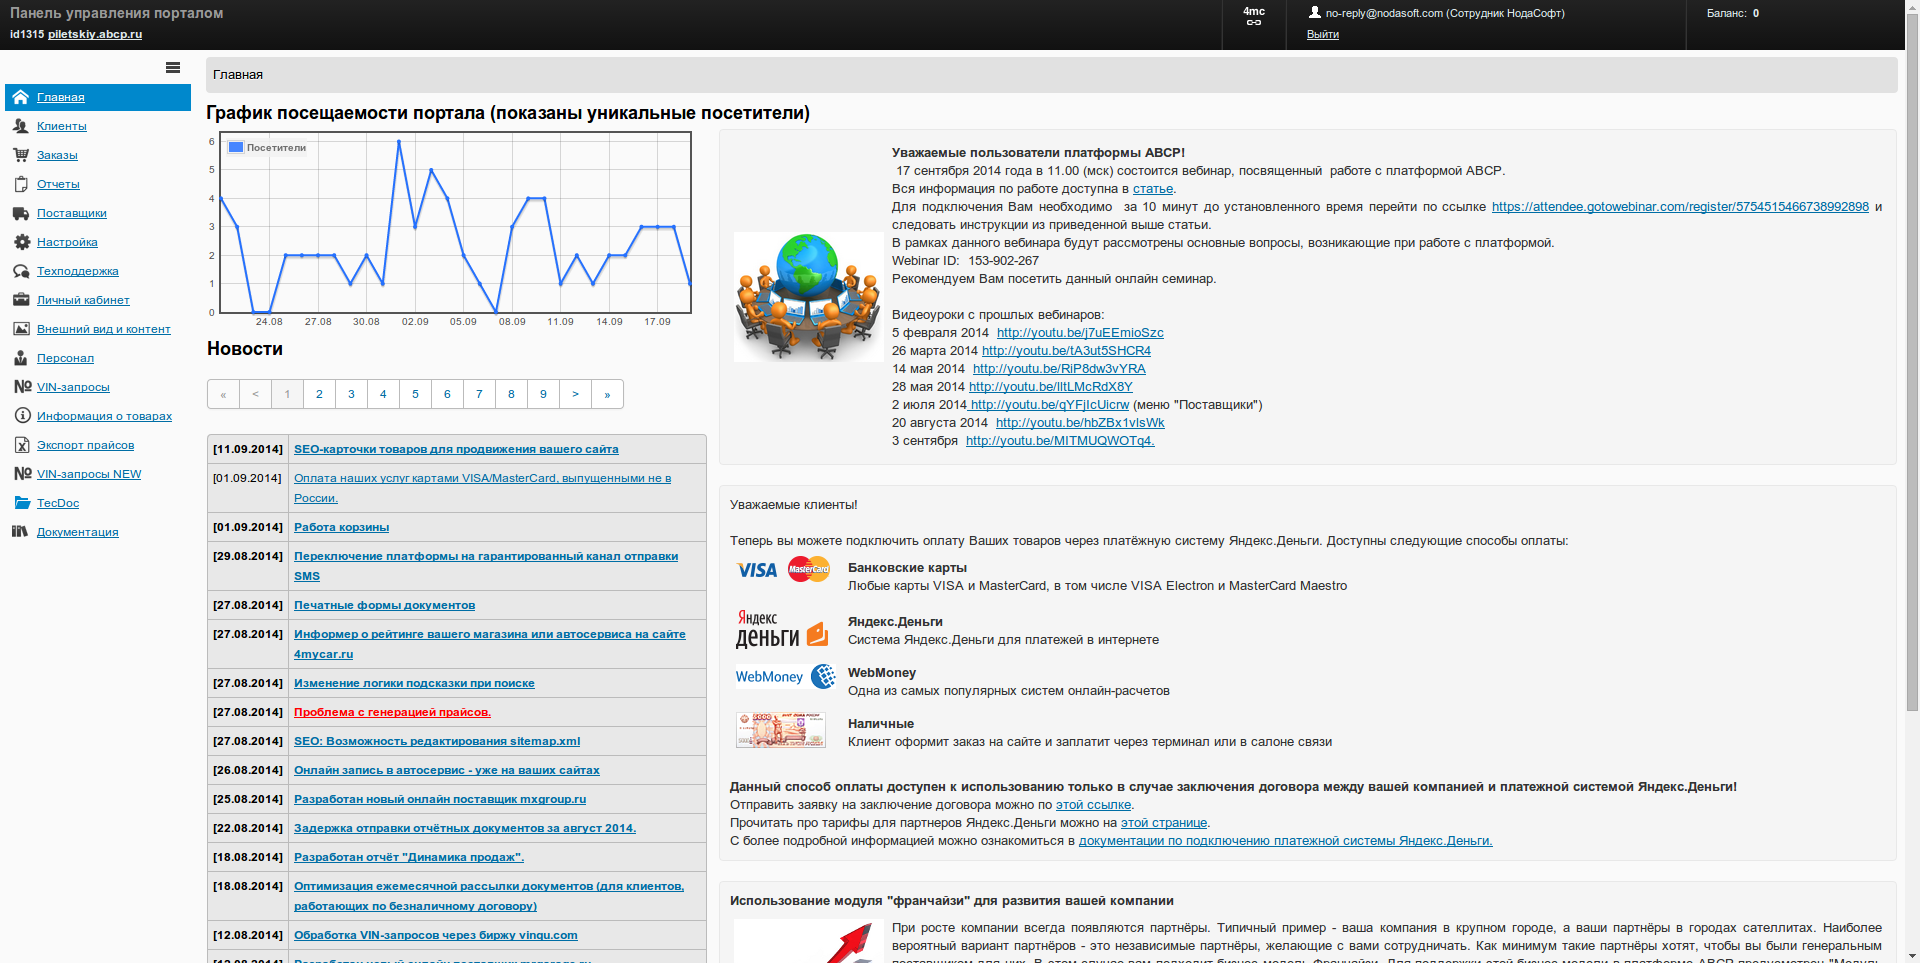 Панель управления порталом
id1315 piletskiy.abcp.ru
4mc
no-reply@nodasoft.com (Сотрудник НодаСофт)
Выйти
Баланс: 0
Главная
Клиенты
Заказы
Отчеты
Поставщики
Настройка
Техподдержка
Личный кабинет
Внешний вид и контент
Персонал
VIN-запросы
Информация о товарах
Экспорт прайсов
VIN-запросы NEW
TecDoc
Документация
Главная
График посещаемости портала (показаны уникальные посетители)
Посетители
6
5
4
3
2
1
0
24.08 27.08 30.08 02.09 05.09 08.09 11.09 14.09 17.09
Новости
« < 1 2 3 4 5 6 7 8 9 > »
[11.09.2014] SEO-карточки товаров для продвижения вашего сайта
[01.09.2014] Оплата наших услуг картами VISA/MasterCard, выпущенными не в
России.
[01.09.2014] Работа корзины
[29.08.2014] Переключение платформы на гарантированный канал отправки
SMS
[27.08.2014] Печатные формы документов
[27.08.2014] Информер о рейтинге вашего магазина или автосервиса на сайте
4mycar.ru
[27.08.2014] Изменение логики подсказки при поиске
[27.08.2014] Проблема с генерацией прайсов.
[27.08.2014] SEO: Возможность редактирования sitemap.xml
[26.08.2014] Онлайн запись в автосервис - уже на ваших сайтах
[25.08.2014] Разработан новый онлайн поставщик mxgroup.ru
[22.08.2014] Задержка отправки отчётных документов за август 2014.
[18.08.2014] Разработан отчёт "Динамика продаж".
[18.08.2014] Оптимизация ежемесячной рассылки документов (для клиентов,
работающих по безналичному договору)
[12.08.2014] Обработка VIN-запросов через биржу vinqu.com
Уважаемые пользователи платформы ABCP!
17 сентября 2014 года в 11.00 (мск) состоится вебинар, посвященный работе с платформой ABCP.
Вся информация по работе доступна в статье.
Для подключения Вам необходимо за 10 минут до установленного время перейти по ссылке https://attendee.gotowebinar.com/register/5754515466738992898 и
следовать инструкции из приведенной выше статьи.
В рамках данного вебинара будут рассмотрены основные вопросы, возникающие при работе с платформой.
Webinar ID: 153-902-267
Рекомендуем Вам посетить данный онлайн семинар.
Видеоуроки с прошлых вебинаров:
5 февраля 2014 http://youtu.be/j7uEEmioSzc
26 марта 2014 http://youtu.be/tA3ut5SHCR4
14 мая 2014 http://youtu.be/RiP8dw3vYRA
28 мая 2014 http://youtu.be/lltLMcRdX8Y
2 июля 2014 http://youtu.be/qYFjIcUicrw (меню "Поставщики")
20 августа 2014 http://youtu.be/hbZBx1vlsWk
3 сентября http://youtu.be/MITMUQWOTq4.
Уважаемые клиенты!
Теперь вы можете подключить оплату Ваших товаров через платёжную систему Яндекс.Деньги. Доступны следующие способы оплаты:
VISA MasterCard
Банковские карты
Любые карты VISA и MasterCard, в том числе VISA Electron и MasterCard Maestro
Яндекс
деньги
Яндекс.Деньги
Система Яндекс.Деньги для платежей в интернете
WebMoney
WebMoney
Одна из самых популярных систем онлайн-расчетов
Наличные
Клиент оформит заказ на сайте и заплатит через терминал или в салоне связи
Данный способ оплаты доступен к использованию только в случае заключения договора между вашей компанией и платежной системой Яндекс.Деньги!
Отправить заявку на заключение договора можно по этой ссылке.
Прочитать про тарифы для партнеров Яндекс.Деньги можно на этой странице.
С более подробной информацией можно ознакомиться в документации по подключению платежной системы Яндекс.Деньги.
Использование модуля "франчайзи" для развития вашей компании
При росте компании всегда появляются партнёры. Типичный пример - ваша компания в крупном городе, а ваши партнёры в городах сателлитах. Наиболее
вероятный вариант партнёров - это независимые партнёры, желающие с вами сотрудничать. Как минимум такие партнёры хотят, чтобы вы были генеральным